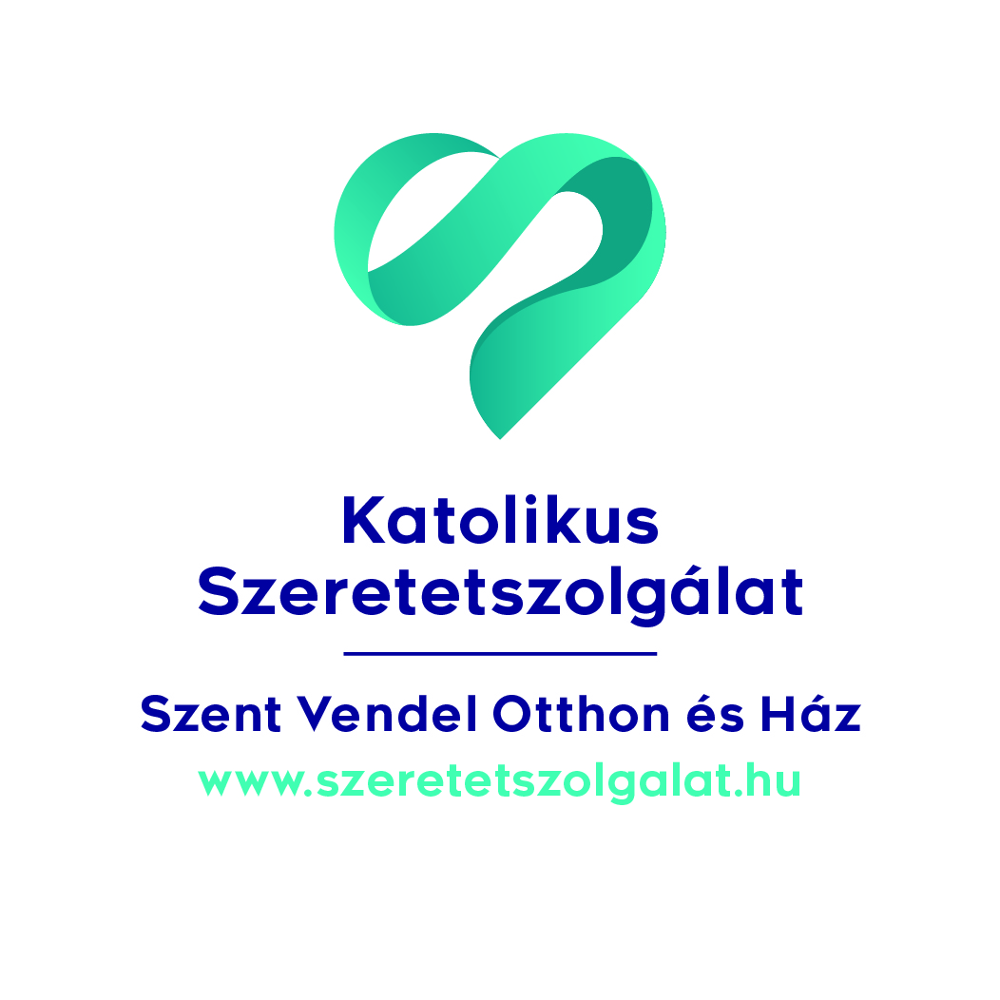 Katolikus
Szeretetszolgálat
Szent Vendel Otthon és Ház
www.szeretetszolgalat.hu